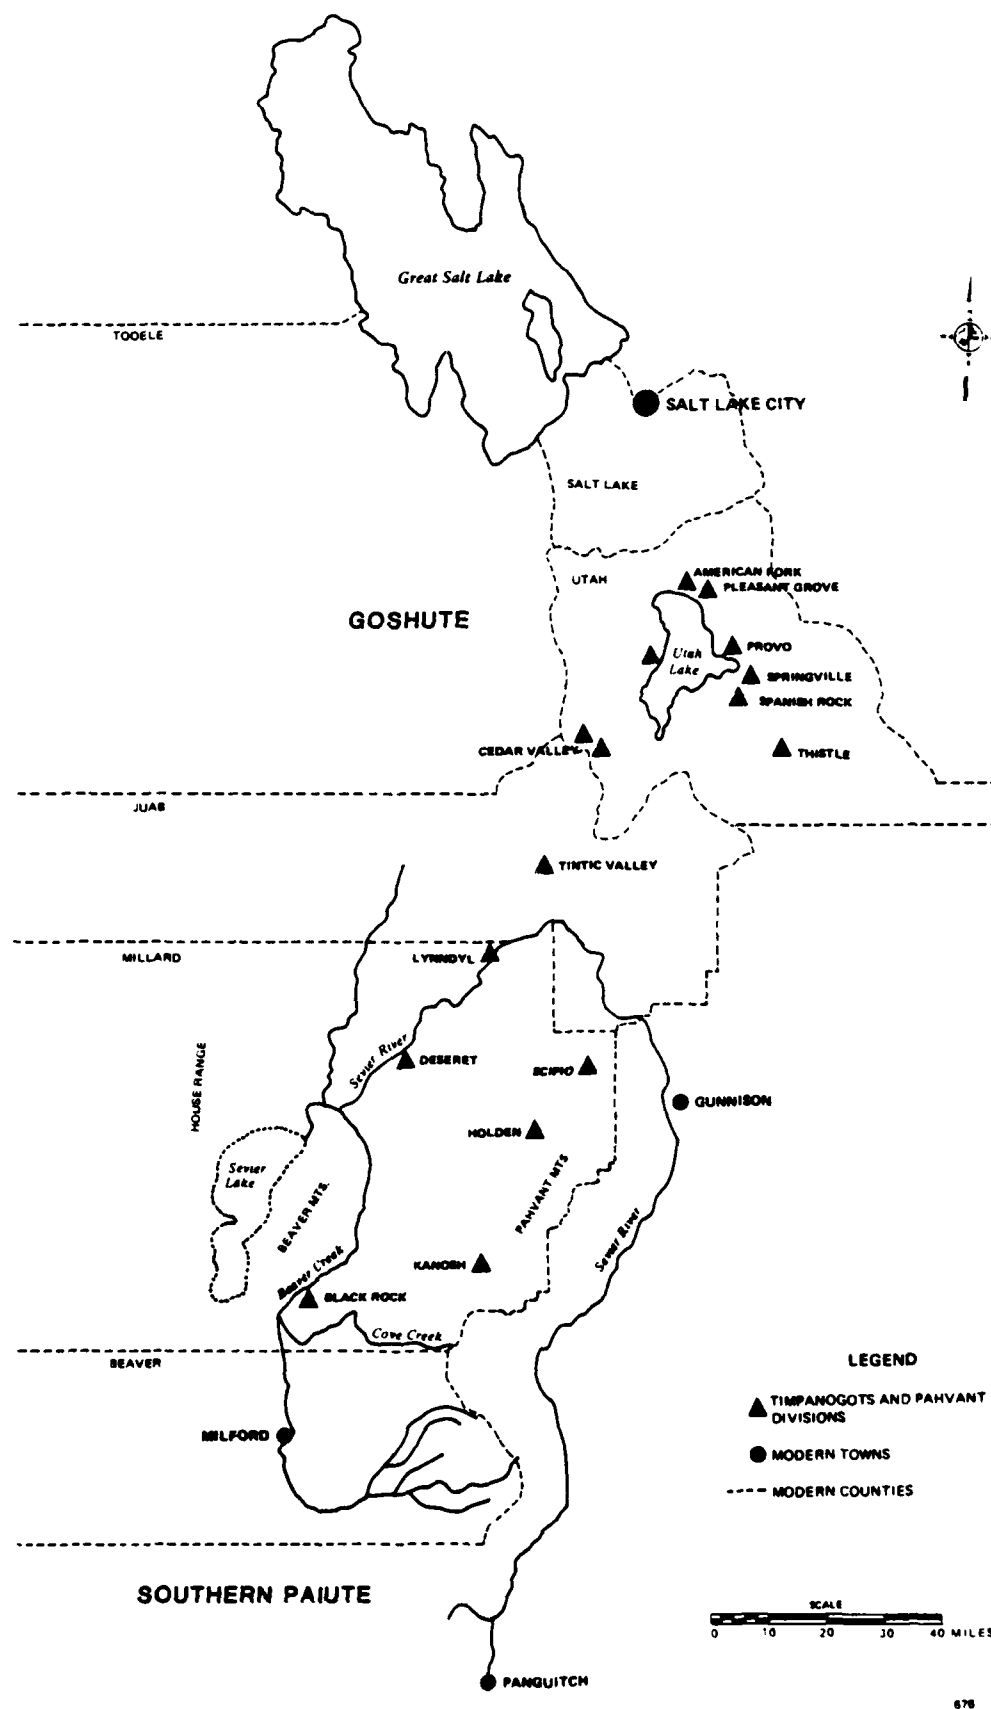 Great Salt Lake
TOOELE
SALT LAKE CITY
SALT LAKE
UTAH
AMERICAN FORK
PLEASANT GROVE
GOSHUTE
PROVO
Utah
Lake
SPRINGVILLE
SPANISH ROCK
CEDAR VALLEY
THISTLE
JUAB
TINTIC VALLEY
MILLARD
LYNNDYL
Sevier River
DESERET
SCIPIO
HOUSE RANGE
GUNNISON
HOLDEN
Sevier
Lake
BEAVER MTS.
PAHVANT MTS
Sevier River
Beaver Creek
KANOSH
BLACK ROCK
Cove Creek
BEAVER
LEGEND
TIMPANOGOTS AND PAHVANT
DIVISIONS
MILFORD
MODERN TOWNS
MODERN COUNTIES
SOUTHERN PAIUTE
SCALE
0 10 20 30 40 MILES
PANGUITCH
676